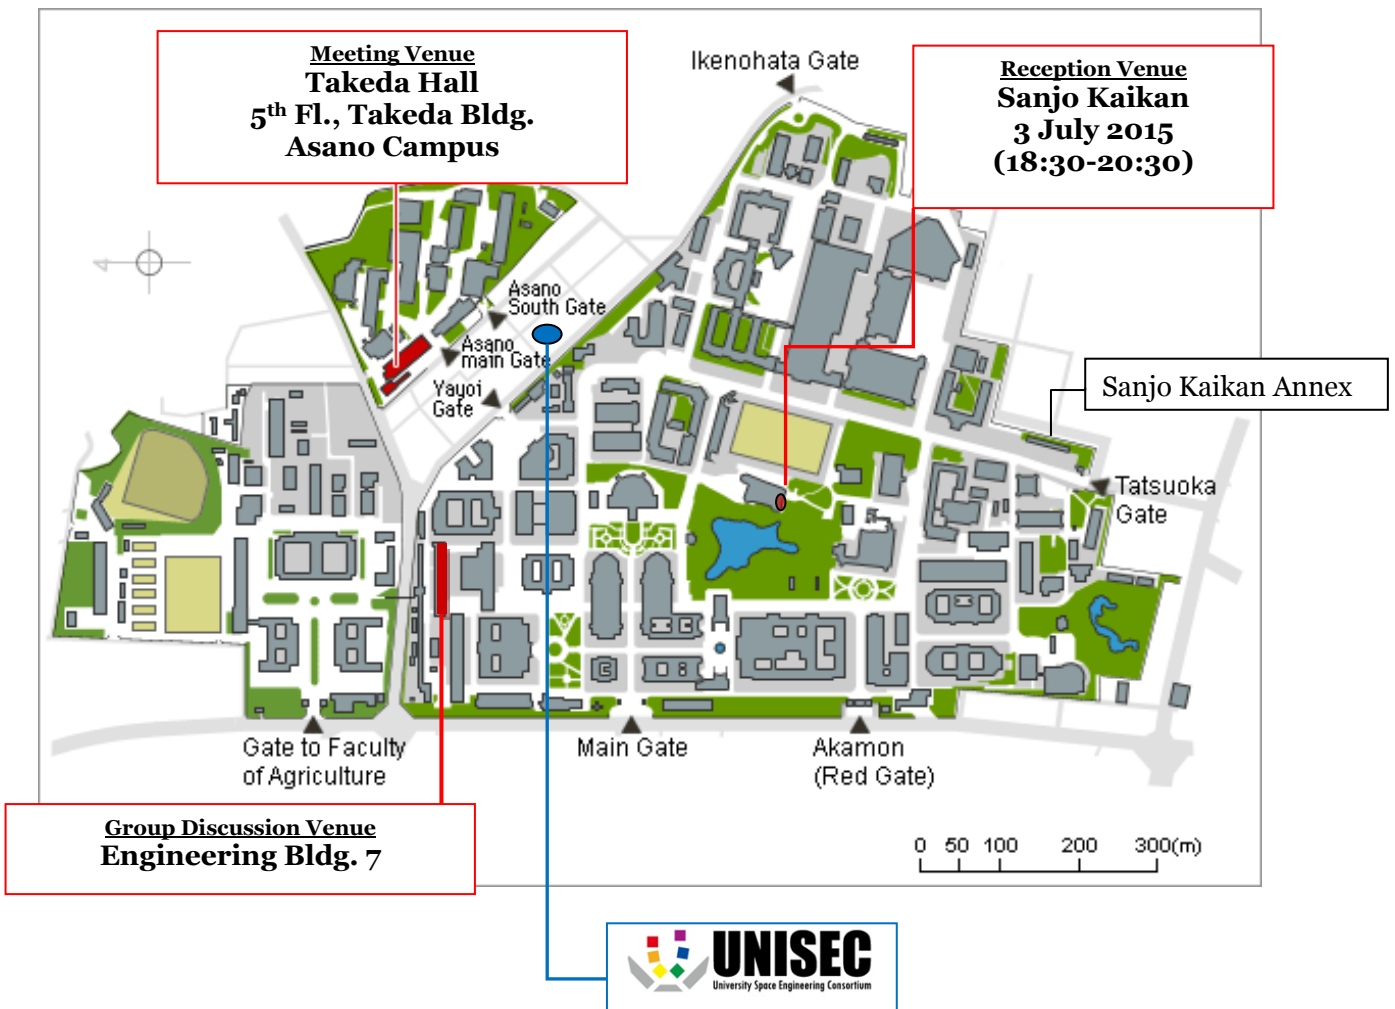 Meeting Venue
Takeda Hall
5th Fl., Takeda Bldg.
Asano Campus
Ikenohata Gate
Reception Venue
Sanjo Kaikan
3 July 2015
(18:30-20:30)
Asano
South Gate
Asano
main Gate
Yayoi
Gate
Sanjo Kaikan Annex
Tatsuoka
Gate
Gate to Faculty
of Agriculture
Main Gate
Akamon
(Red Gate)
Group Discussion Venue
Engineering Bldg. 7
0 50 100 200 300(m)
UNISEC
University Space Engineering Consortium